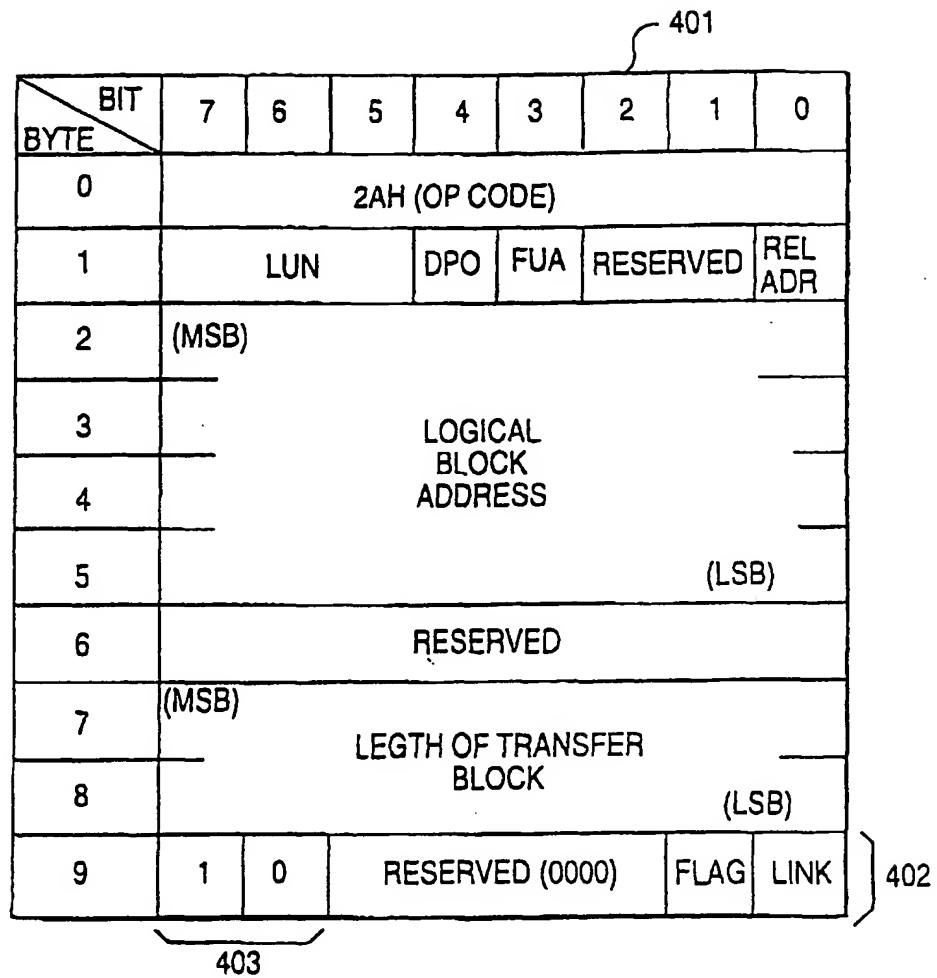 401
BIT 7 6 5 4 3 2 1 0
BYTE
0 2AH (OP CODE)
1 LUN DPO FUA RESERVED REL
ADR
2 (MSB)
3 LOGICAL
BLOCK
4 ADDRESS
5 (LSB)
6 RESERVED
(MSB)
7 LEGTH OF TRANSFER
BLOCK
8 (LSB)
9 1 0 RESERVED (0000) FLAG LINK 402
403